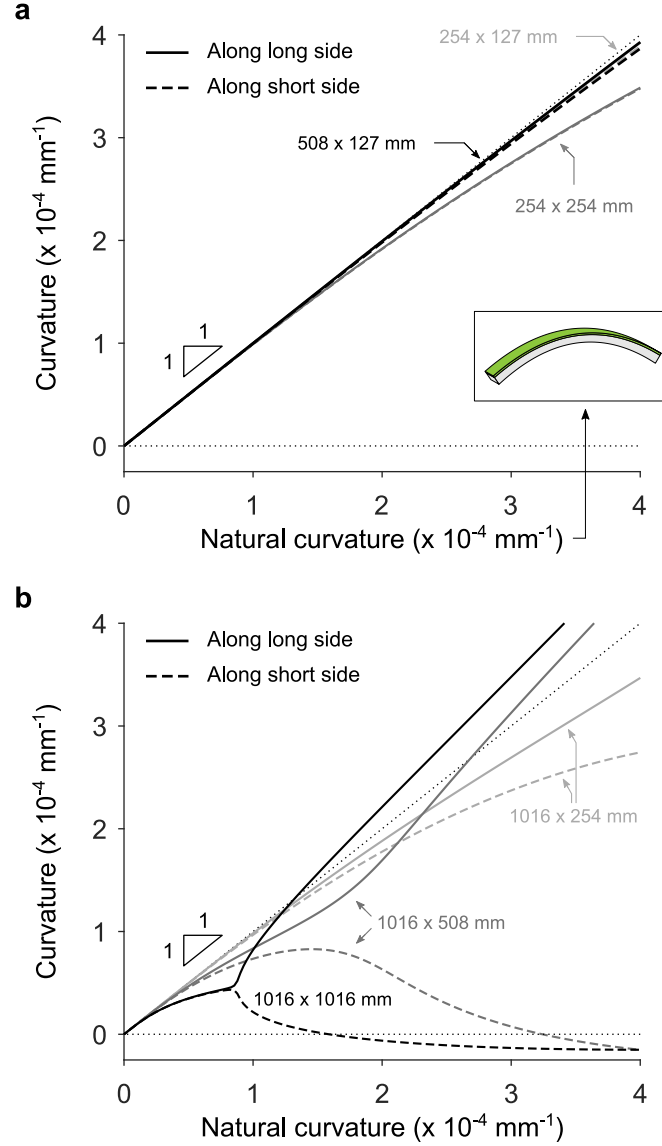 a
4
254 x 127 mm
Along long side
Along short side
3
508 x 127 mm
254 x 254 mm
2
Curvature (x 10⁻⁴ mm⁻¹)
1
1
1
0
0 1 2 3 4
Natural curvature (x 10⁻⁴ mm⁻¹)
b
4
Along long side
Along short side
3
1016 x 254 mm
2
Curvature (x 10⁻⁴ mm⁻¹)
1
1016 x 508 mm
1
1
1016 x 1016 mm
0
0 1 2 3 4
Natural curvature (x 10⁻⁴ mm⁻¹)